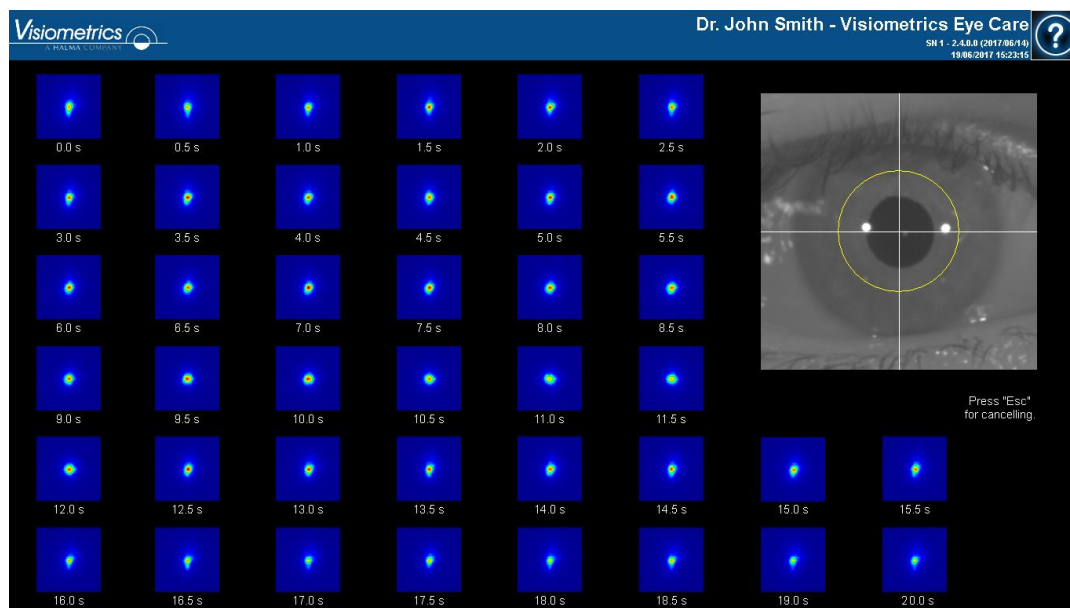 Visiometrics
A HALMA COMPANY
Dr. John Smith - Visiometrics Eye Care
SN 1 - 2.4.0.0 (2017/06/14)
19/06/2017 15:23:15
?
0.0 s 0.5 s 1.0 s 1.5 s 2.0 s 2.5 s
3.0 s 3.5 s 4.0 s 4.5 s 5.0 s 5.5 s
6.0 s 6.5 s 7.0 s 7.5 s 8.0 s 8.5 s
9.0 s 9.5 s 10.0 s 10.5 s 11.0 s 11.5 s
Press "Esc"
for cancelling.
12.0 s 12.5 s 13.0 s 13.5 s 14.0 s 14.5 s 15.0 s 15.5 s
16.0 s 16.5 s 17.0 s 17.5 s 18.0 s 18.5 s 19.0 s 20.0 s